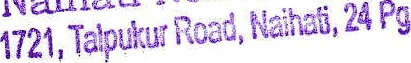 1721, Talpukur Road, Naihati, 24 Pg